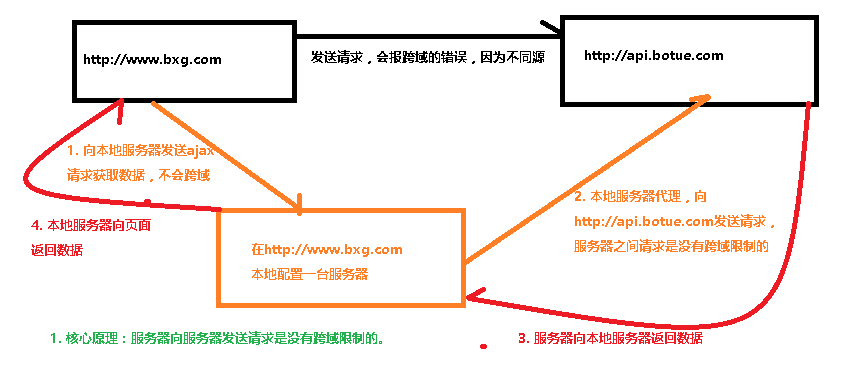 http://www.bxg.com
发送请求，会报跨域的错误，因为不同源
http://api.botue.com
1. 向本地服务器发送ajax
请求获取数据，不会跨域
2. 本地服务器代理，向
http://api.botue.com发送请求，
服务器之间请求是没有跨域限制的
4. 本地服务器向页面
返回数据
在http://www.bxg.com
本地配置一台服务器
1. 核心原理：服务器向服务器发送请求是没有跨域限制的。
3. 服务器向本地服务器返回数据